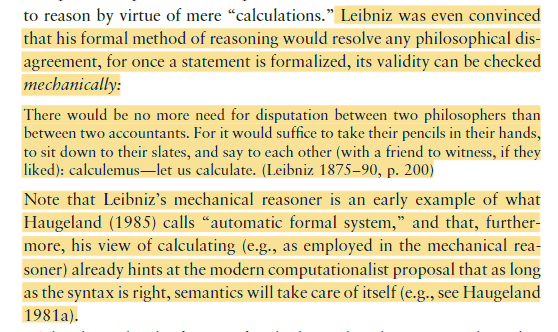 to reason by virtue of mere “calculations.” Leibniz was even convinced
that his formal method of reasoning would resolve any philosophical dis-
agreement, for once a statement is formalized, its validity can be checked
mechanically:
There would be no more need for disputation between two philosophers than
between two accountants. For it would suffice to take their pencils in their hands,
to sit down to their slates, and say to each other (with a friend to witness, if they
liked): calculemus—let us calculate. (Leibniz 1875–90, p. 200)
Note that Leibniz’s mechanical reasoner is an early example of what
Haugeland (1985) calls “automatic formal system,” and that, further-
more, his view of calculating (e.g., as employed in the mechanical rea-
soner) already hints at the modern computationalist proposal that as long
as the syntax is right, semantics will take care of itself (e.g., see Haugeland
1981a).